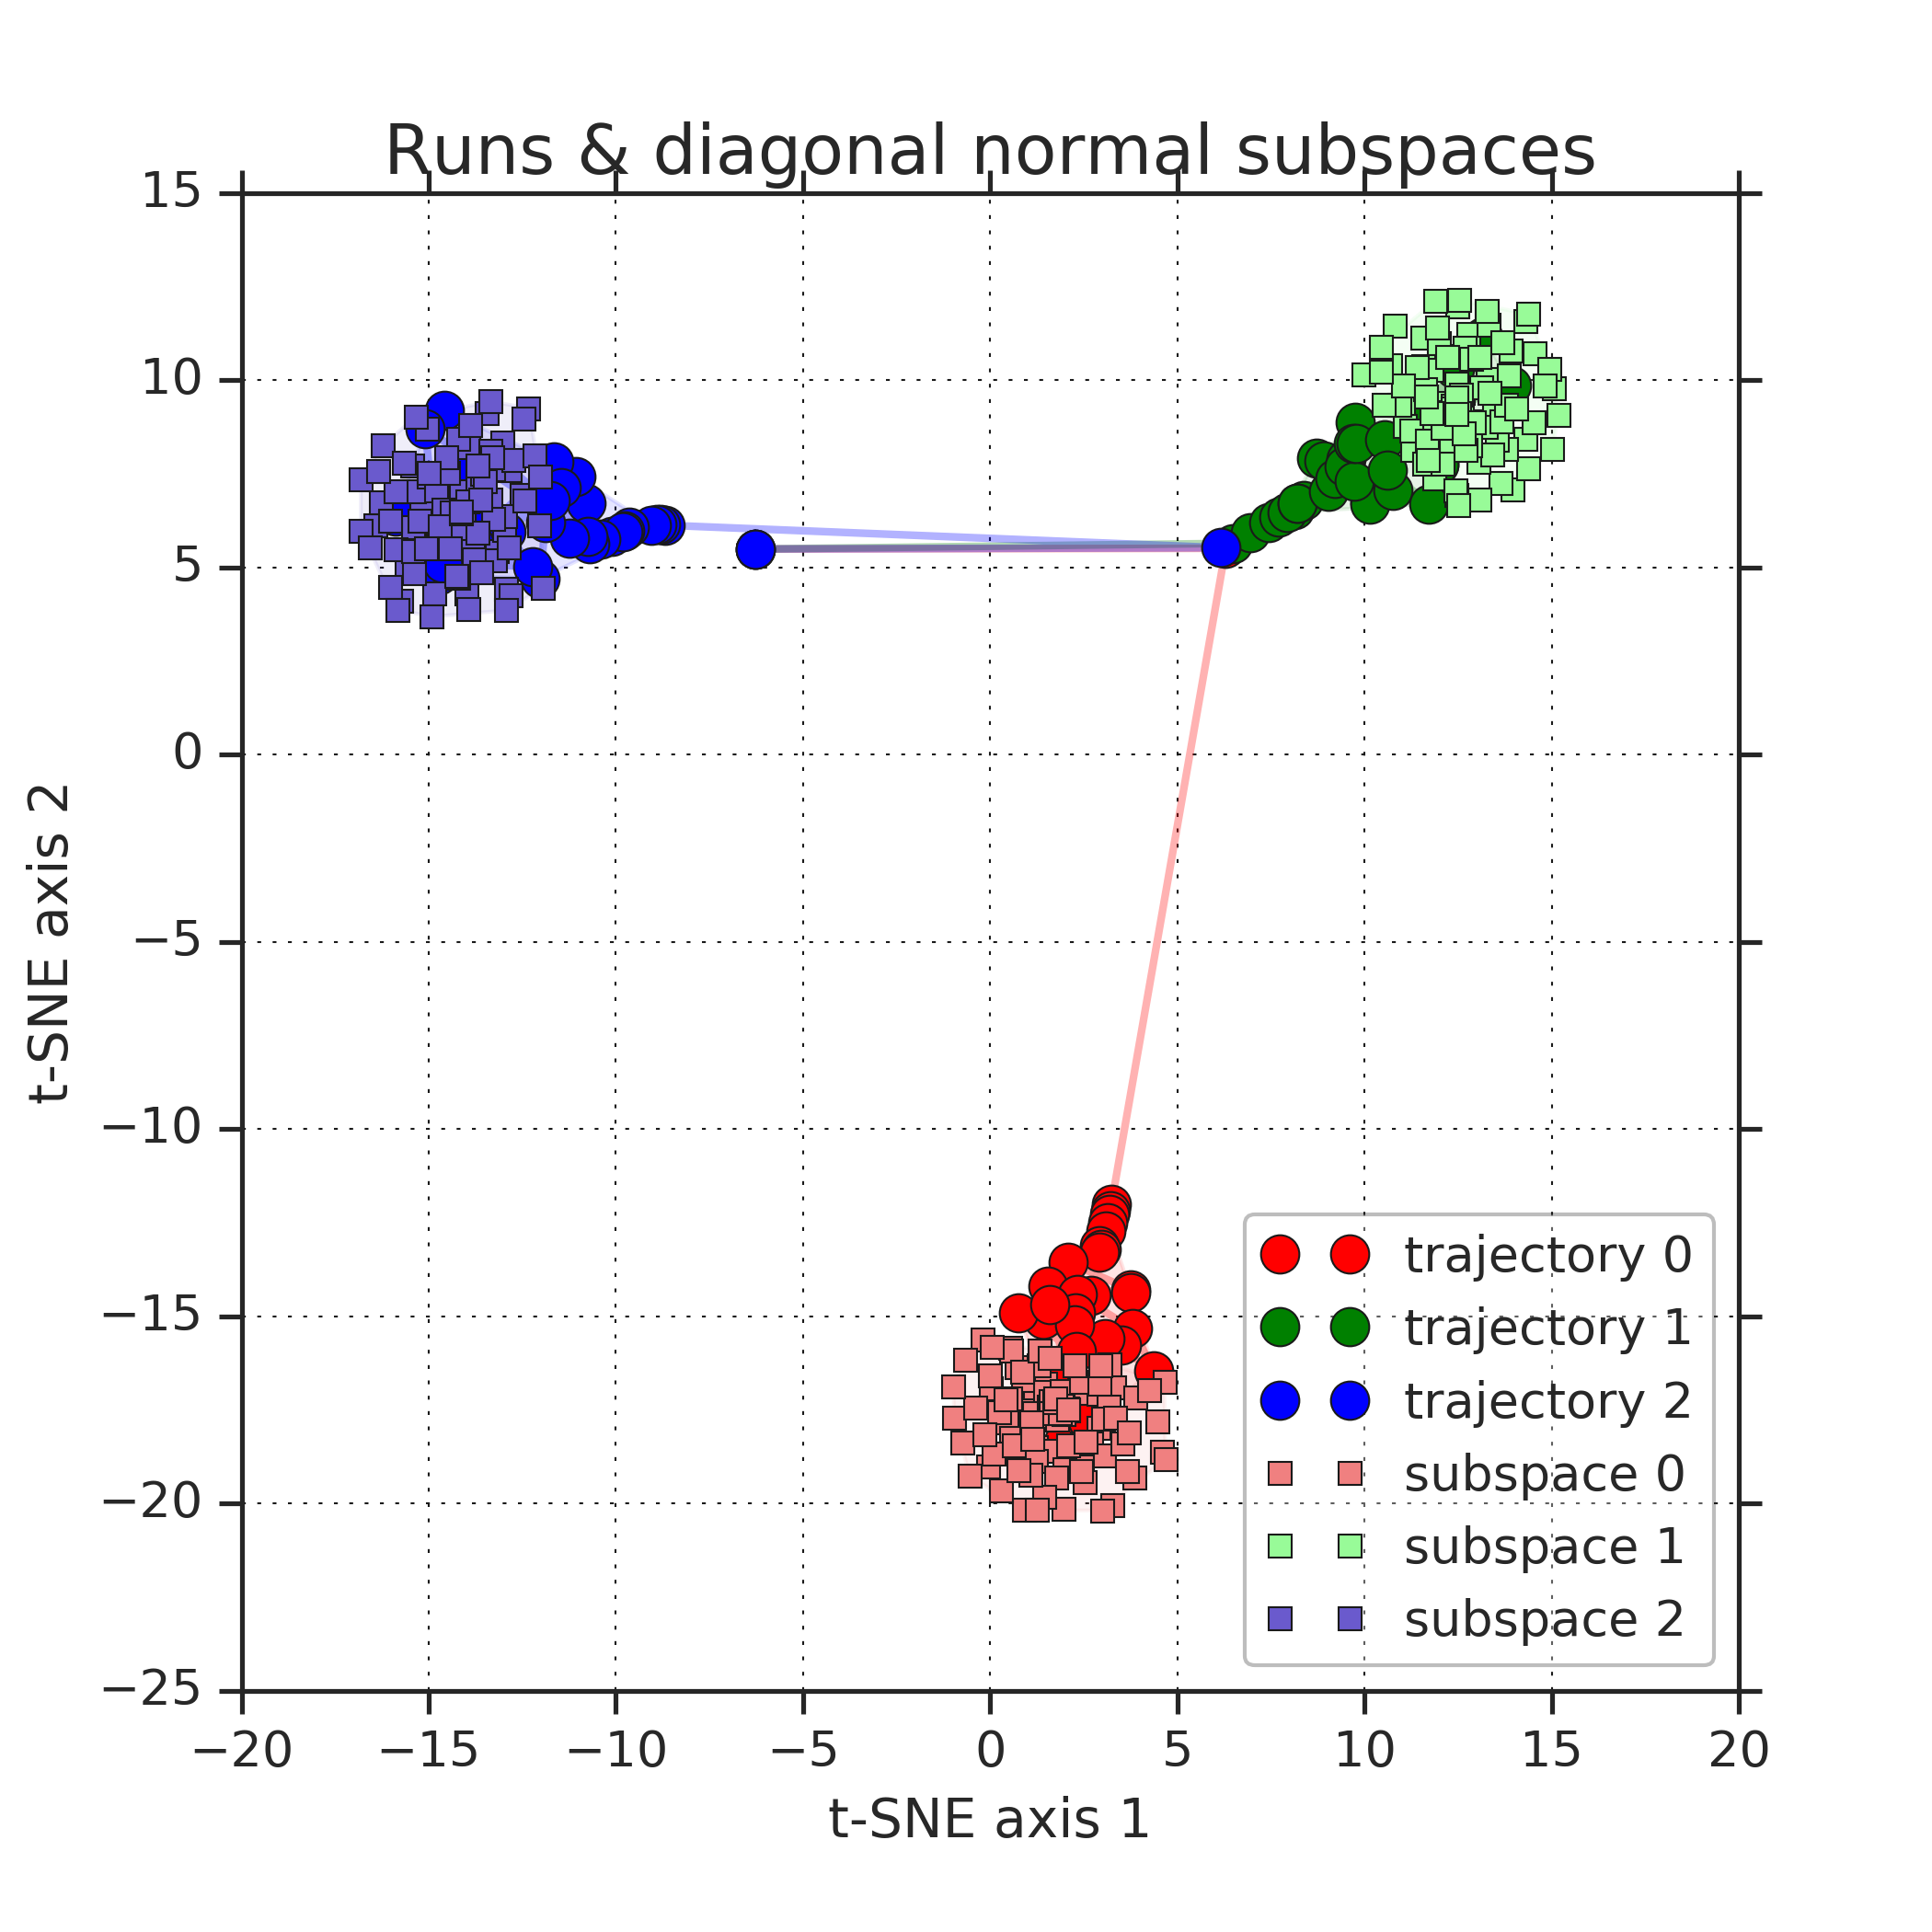 Runs & diagonal normal subspaces
15
10
5
0
−5
−10
−15
−20
−25
t-SNE axis 2
trajectory 0
trajectory 1
trajectory 2
subspace 0
subspace 1
subspace 2
−20 −15 −10 −5 0 5 10 15 20
t-SNE axis 1